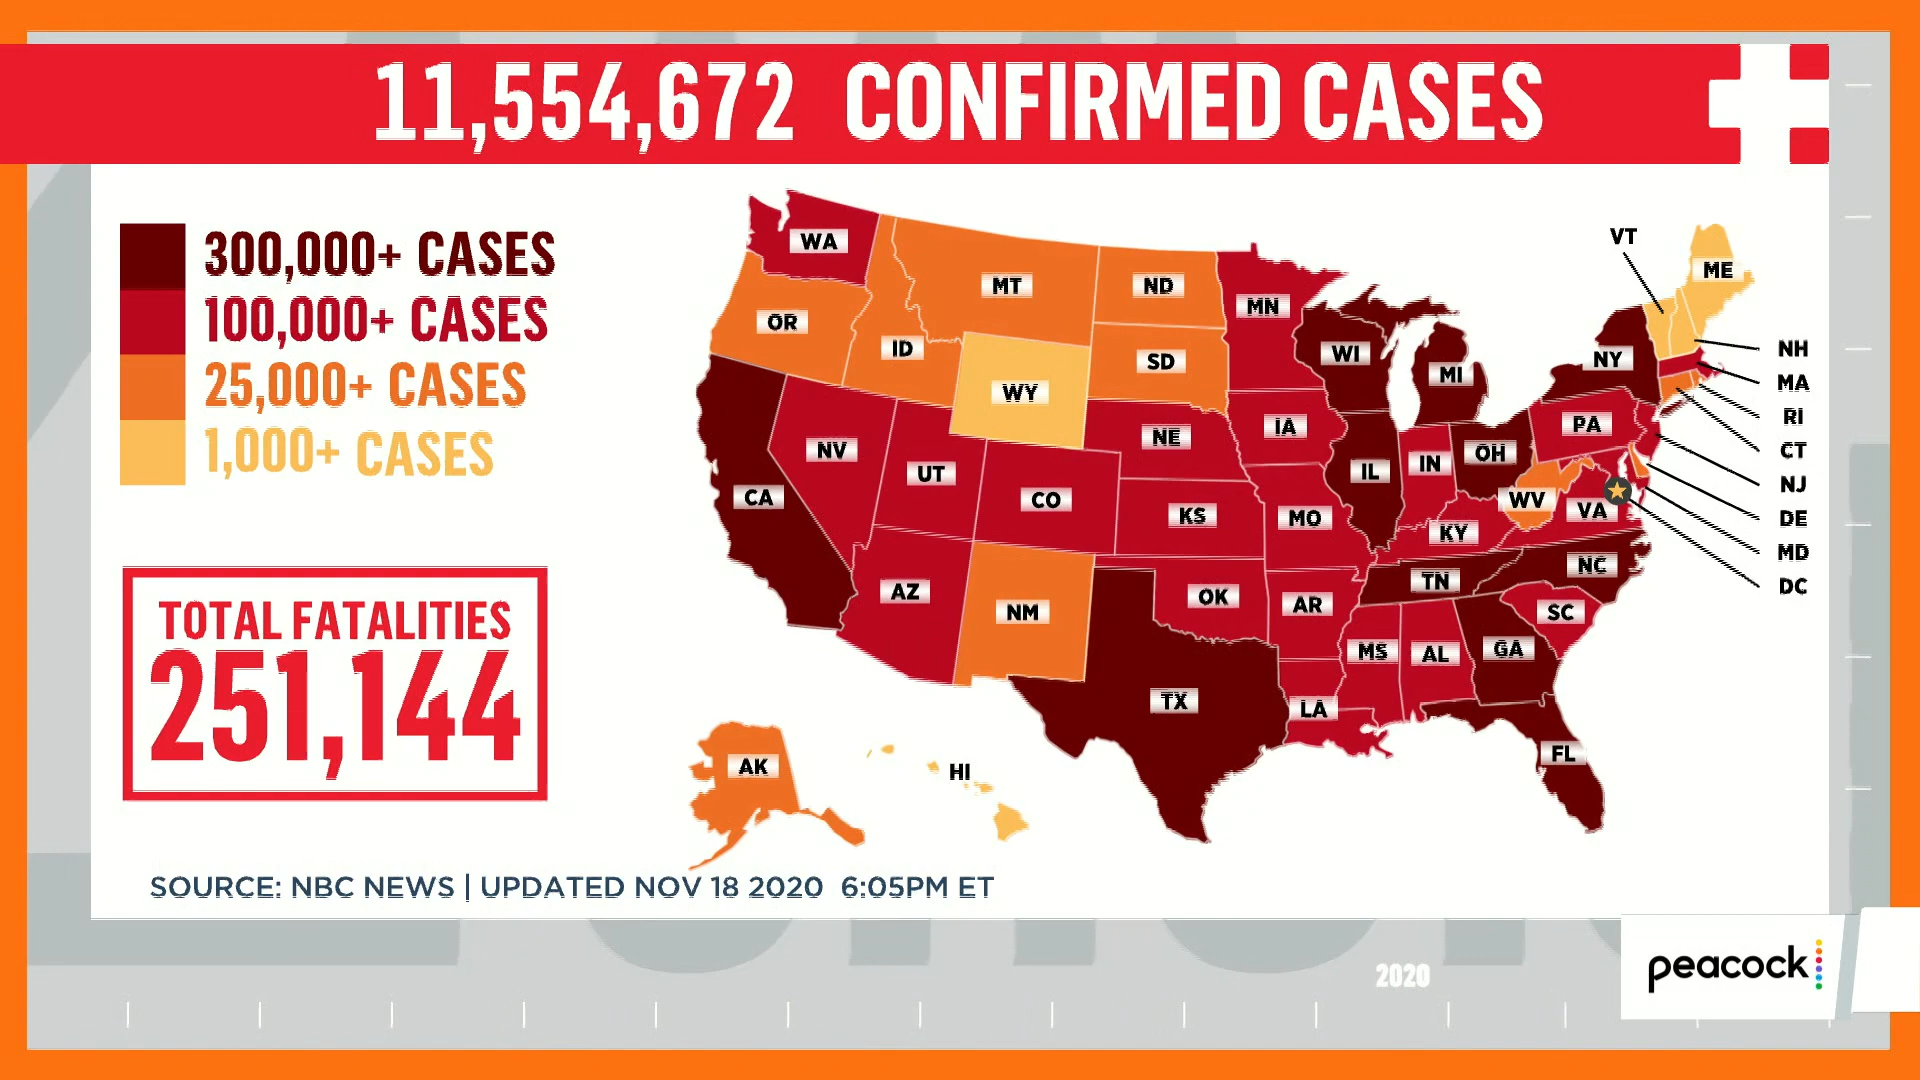 11,554,672 CONFIRMED CASES
300,000+ CASES
100,000+ CASES
25,000+ CASES
1,000+ CASES
TOTAL FATALITIES
251,144
WA
MT
ND
MN
OR
ID
SD
WY
WI
MI
NY
VT
ME
NH
MA
RI
CT
NJ
DE
MD
DC
NV
UT
CO
NE
IA
IL
IN
OH
PA
CA
KS
MO
KY
WV
VA
AZ
NM
OK
AR
TN
NC
SC
TX
LA
MS
AL
GA
FL
AK
HI
SOURCE: NBC NEWS | UPDATED NOV 18 2020 6:05PM ET
2020
peacock